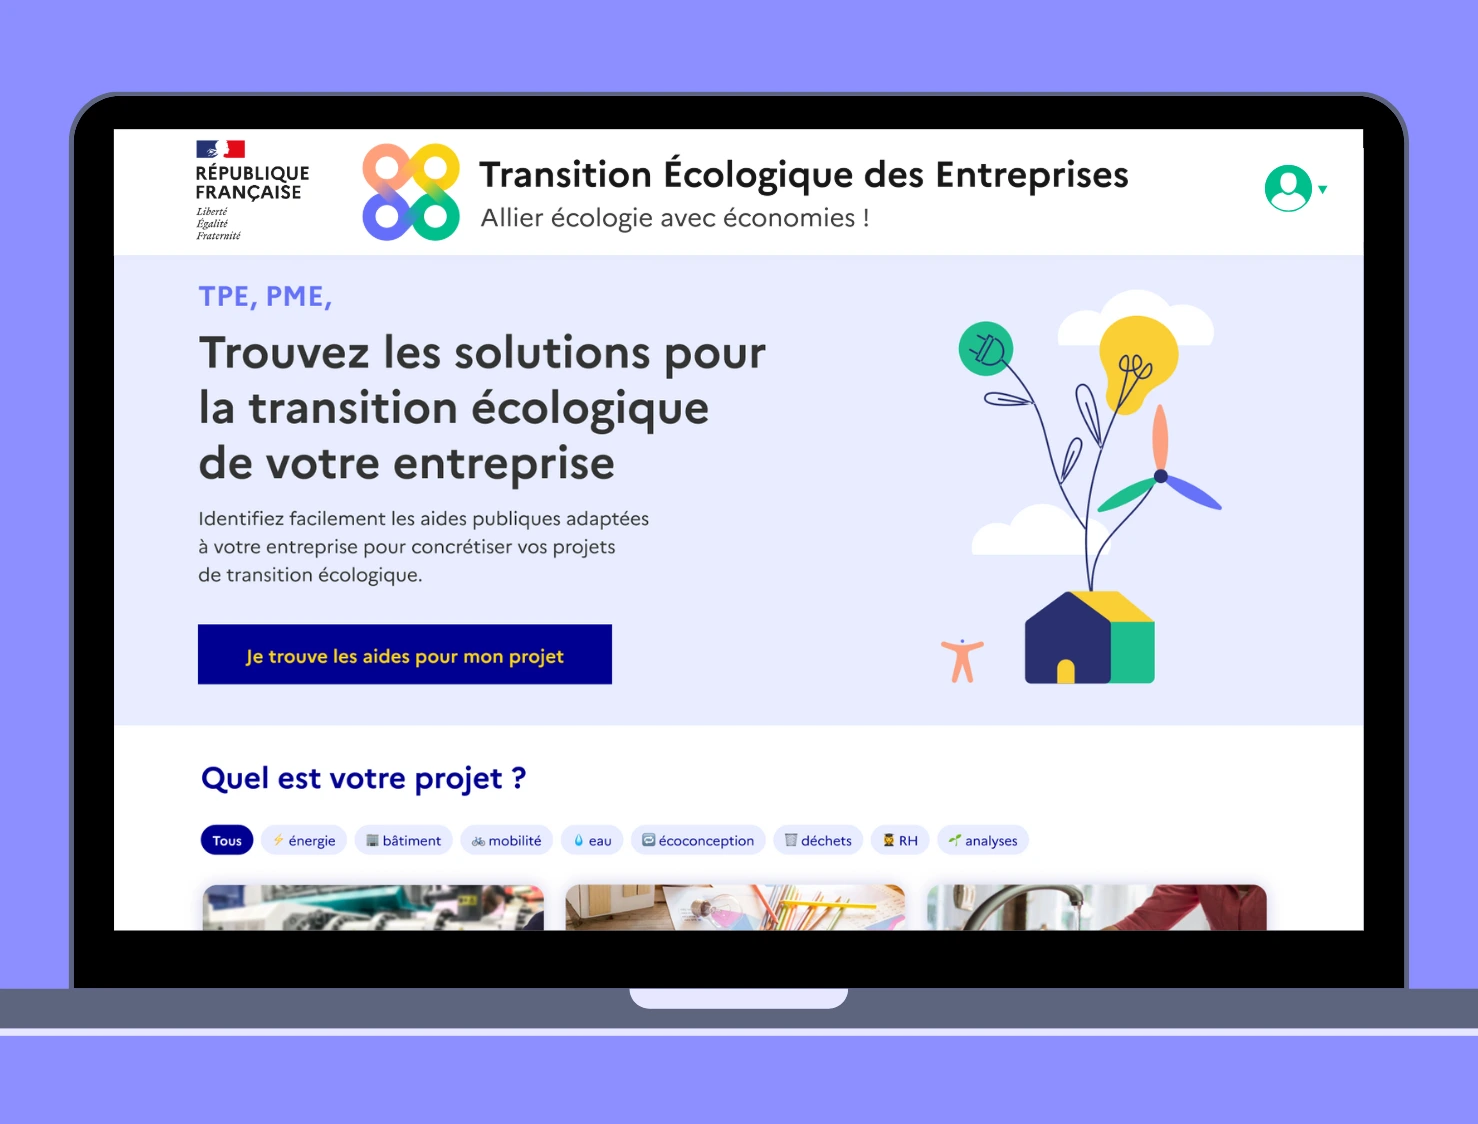 RÉPUBLIQUE
FRANÇAISE
Liberté
Égalité
Fraternité
Transition Écologique des Entreprises
Allier écologie avec économies !
TPE, PME,
Trouvez les solutions pour
la transition écologique
de votre entreprise
Identifiez facilement les aides publiques adaptées
à votre entreprise pour concrétiser vos projets
de transition écologique.
Je trouve les aides pour mon projet
Quel est votre projet ?
Tous énergie bâtiment mobilité eau écoconception déchets RH analyses